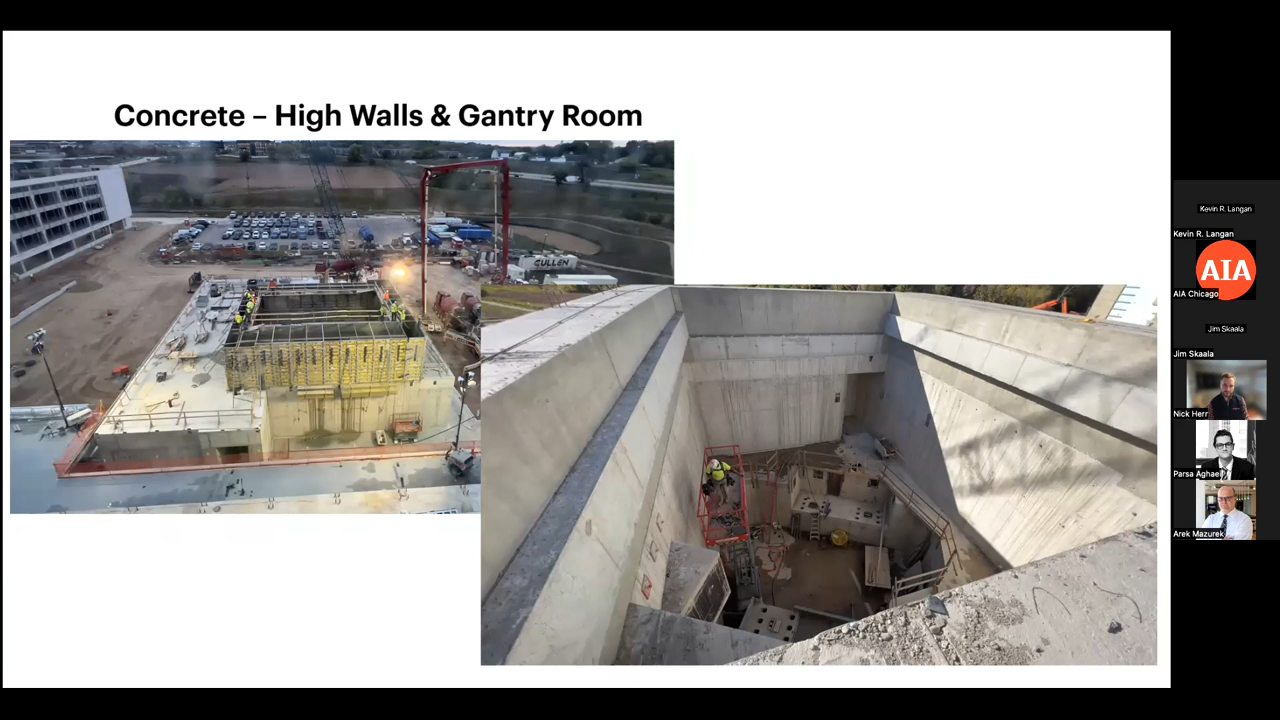 Concrete – High Walls & Gantry Room
CULLEN
Kevin R. Langan
Kevin R. Langan
AIA
AIA Chicago
Jim Skaala
Jim Skaala
Nick Herr
Parsa Aghaei
Arek Mazurek